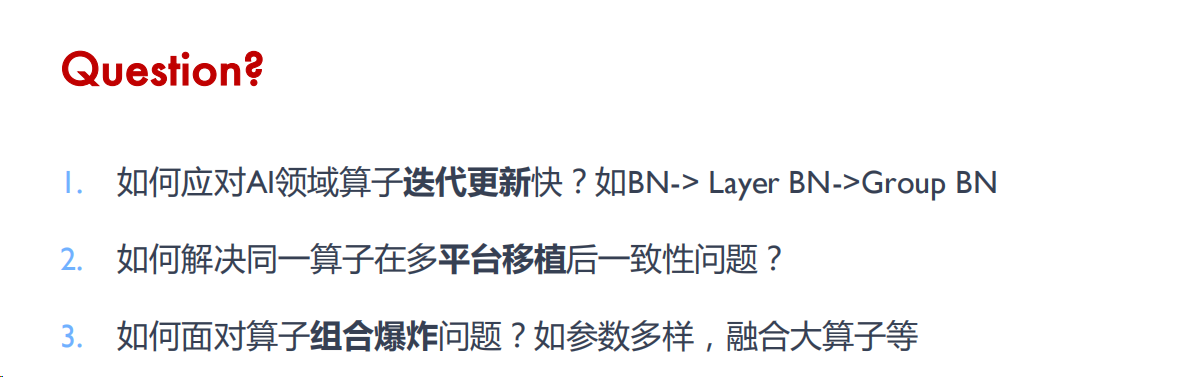 Question?
1. 如何应对AI领域算子迭代更新快？如BN-> Layer BN->Group BN
2. 如何解决同一算子在多平台移植后一致性问题？
3. 如何面对算子组合爆炸问题？如参数多样，融合大算子等